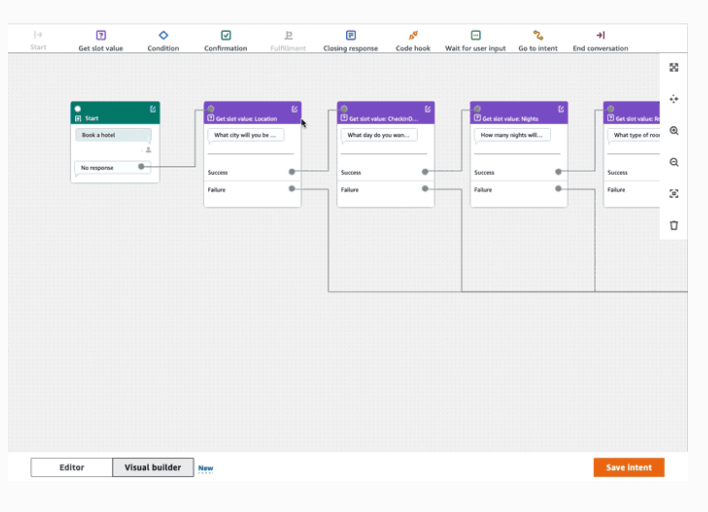 Start
Get slot value
Condition
Confirmation
Fulfillment
Closing response
Code hook
Wait for user input
Go to intent
End conversation
Start
Book a hotel
No response
Get slot value: Location
What city will you be ...
Success
Failure
Get slot value: CheckInD...
What day do you wan...
Success
Failure
Get slot value: Nights
How many nights will...
Success
Failure
Get slot value: R
What type of roo
Success
Failure
Editor
Visual builder
New
Save intent